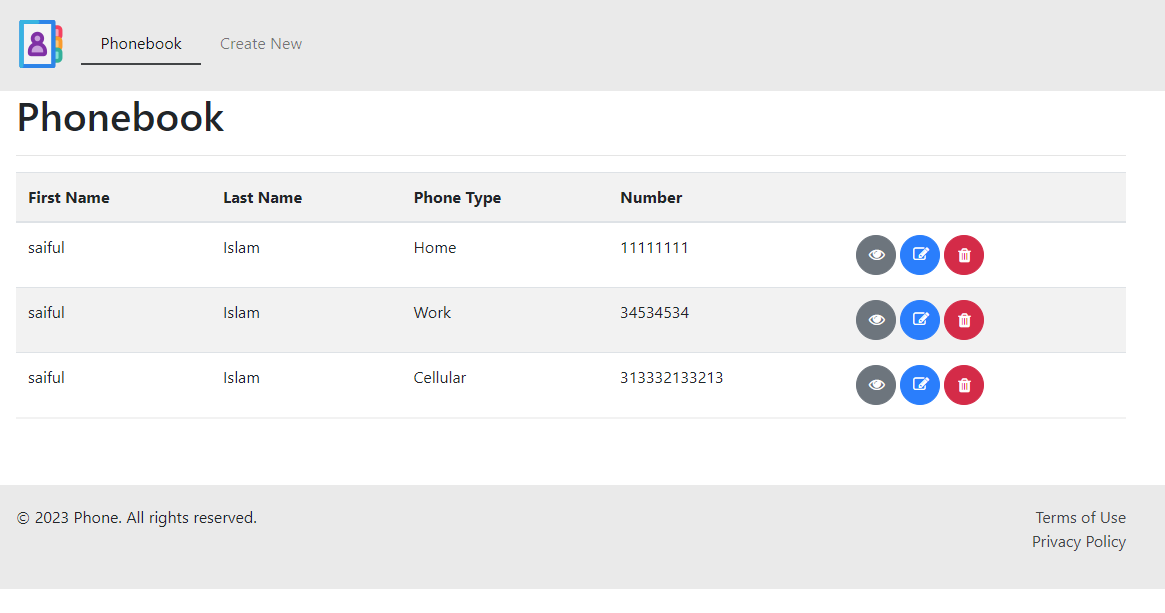 Phonebook Create New
Phonebook
First Name Last Name Phone Type Number
saiful Islam Home 11111111
saiful Islam Work 34534534
saiful Islam Cellular 313332133213
© 2023 Phone. All rights reserved. Terms of Use
Privacy Policy